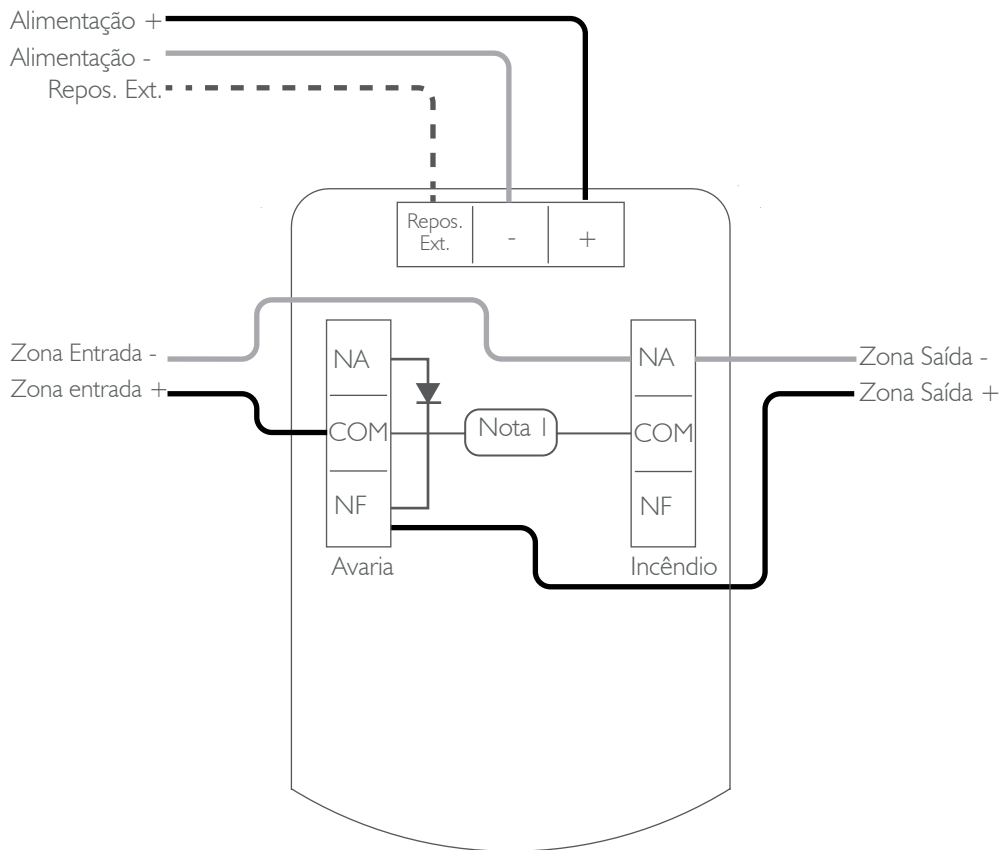 Alimentação +
Alimentação -
Repos. Ext.
Repos.
Ext.
-
+
Zona Entrada -
Zona entrada +
NA
COM
NF
Avaria
Nota 1
NA
COM
NF
Incêndio
Zona Saída -
Zona Saída +